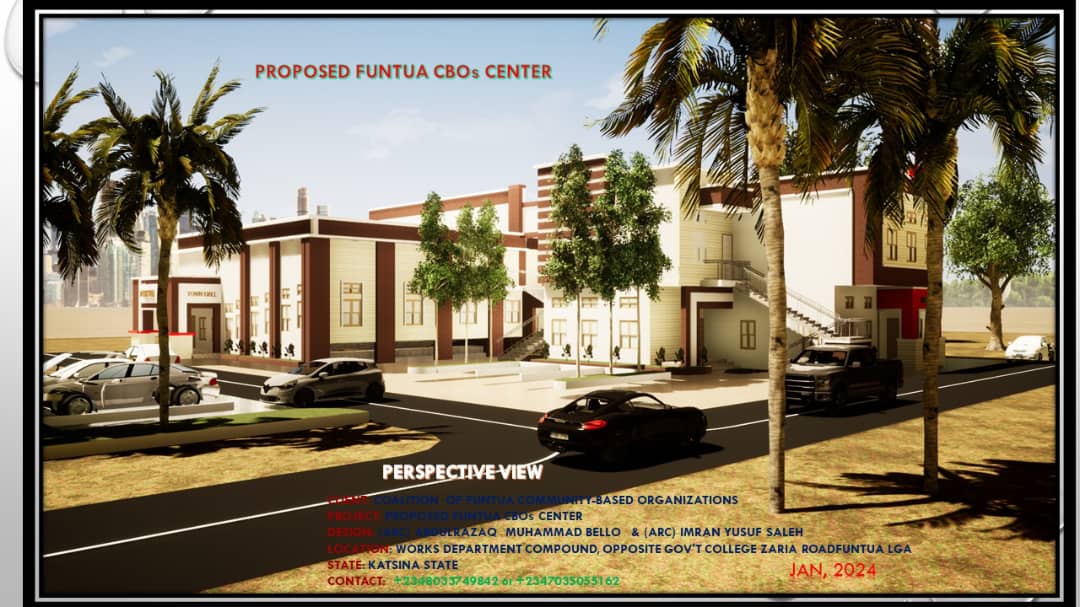 PROPOSED FUNTUA CBOs CENTER
PERSPECTIVE VIEW
CLIENT: COALITION OF FUNTUA COMMUNITY-BASED ORGANIZATIONS
PROJECT: PROPOSED FUNTUA CBOs CENTER
DESIGN: (ARC) ABDULRAZAQ MUHAMMAD BELLO & (ARC) IMRAN YUSUF SALEH
LOCATION: WORKS DEPARTMENT COMPOUND, OPPOSITE GOV'T COLLEGE ZARIA ROADFUNTUA LGA
STATE: KATSINA STATE
CONTACT: +2348033749842 or +2347035055162
JAN, 2024